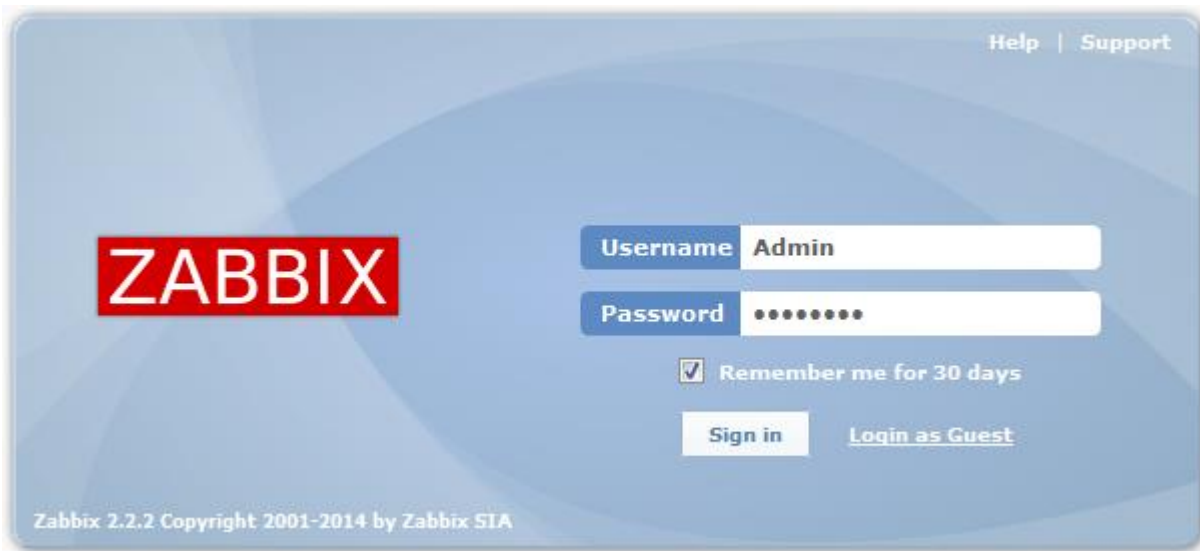 Help | Support
ZABBIX
Username Admin
Password ••••••••
Remember me for 30 days
Sign in Login as Guest
Zabbix 2.2.2 Copyright 2001-2014 by Zabbix SIA